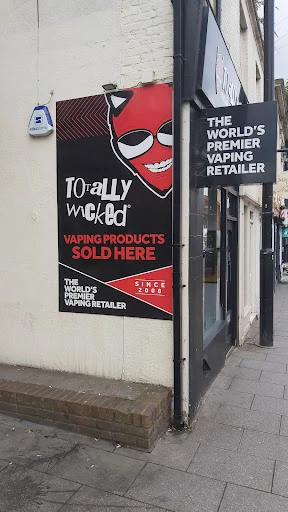 TOTALLY
WICKED®
VAPING PRODUCTS
SOLD HERE
THE
WORLD'S
PREMIER
VAPING RETAILER
SINCE
2008
THE
WORLD'S
PREMIER
VAPING
RETAILER